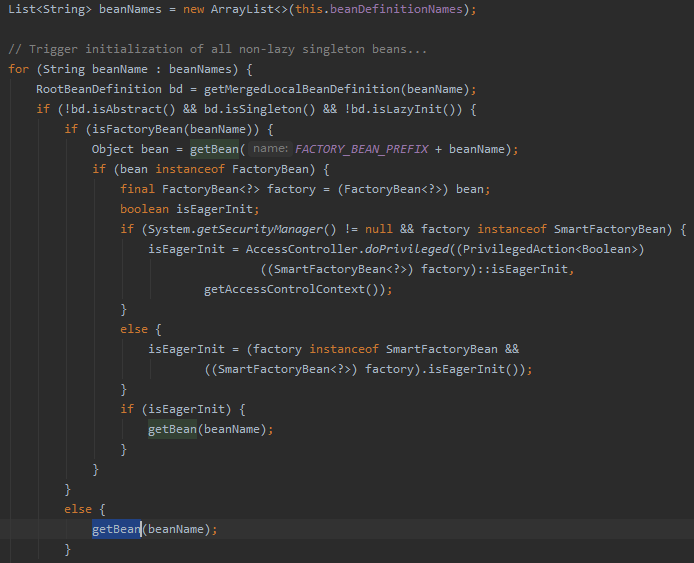 List<String> beanNames = new ArrayList<>(this.beanDefinitionNames);
// Trigger initialization of all non-lazy singleton beans...
for (String beanName : beanNames) {
RootBeanDefinition bd = getMergedLocalBeanDefinition(beanName);
if (!bd.isAbstract() && bd.isSingleton() && !bd.isLazyInit()) {
if (isFactoryBean(beanName)) {
Object bean = getBean( name: FACTORY_BEAN_PREFIX + beanName);
if (bean instanceof FactoryBean) {
final FactoryBean<?> factory = (FactoryBean<?>) bean;
boolean isEagerInit;
if (System.getSecurityManager() != null && factory instanceof SmartFactoryBean) {
isEagerInit = AccessController.doPrivileged((PrivilegedAction<Boolean>)
((SmartFactoryBean<?>) factory)::isEagerInit,
getAccessControlContext());
}
else {
isEagerInit = (factory instanceof SmartFactoryBean &&
((SmartFactoryBean<?>) factory).isEagerInit());
}
if (isEagerInit) {
getBean(beanName);
}
}
}
else {
getBean(beanName);
}